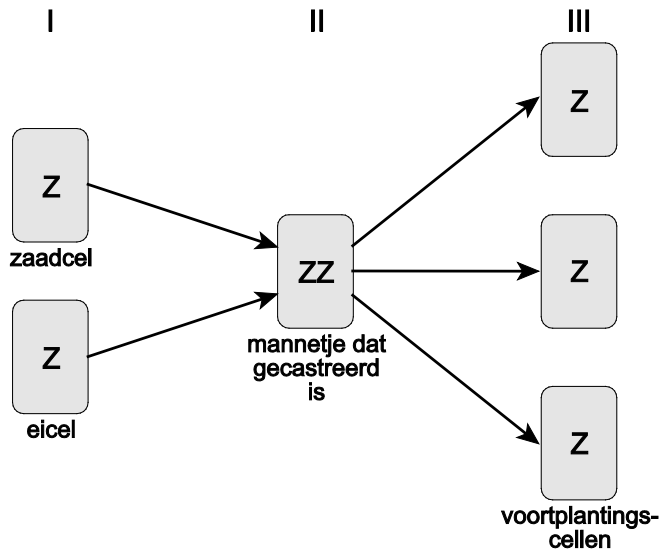 I II III
Z
zaadcel
Z
eicel
ZZ
mannetje dat
gecastreerd
is
Z
Z
Z
voortplantings-
cellen